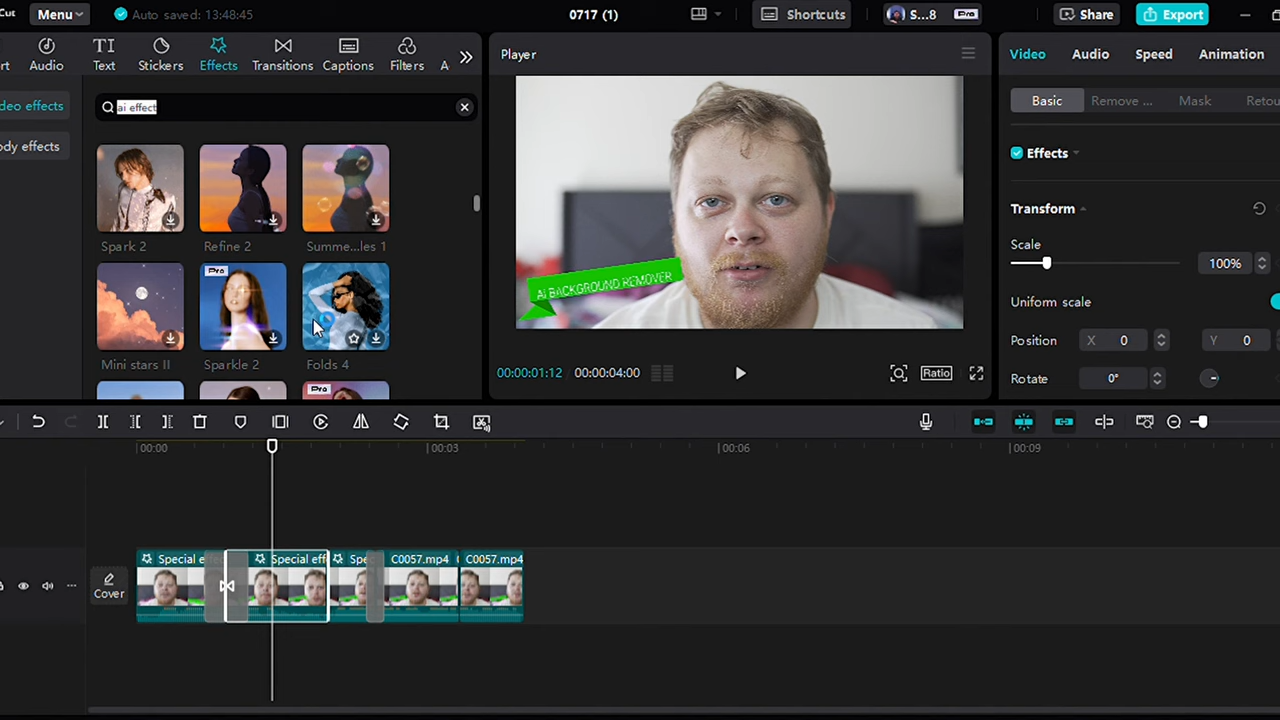 Cut
Menu
Auto saved: 13:48:45
0717 (1)
Shortcuts
S...8
Pro
Share
Export
rt
Audio
Text
Stickers
Effects
Transitions
Captions
Filters
A
deo effects
ody effects
ai effect
Spark 2
Refine 2
Summe...les 1
Pro
Mini stars II
Sparkle 2
Folds 4
Pro
Player
AI BACKGROUND REMOVER
00:00:01:12 / 00:00:04:00
Ratio
Video
Audio
Speed
Animation
Basic
Remove ...
Mask
Retou
Effects
Transform
Scale
100%
Uniform scale
Position
X 0
Y 0
Rotate
0°
00:00
00:03
00:06
00:09
Cover
Special effe
Special eff
Spe
C0057.mp4
C0057.mp4